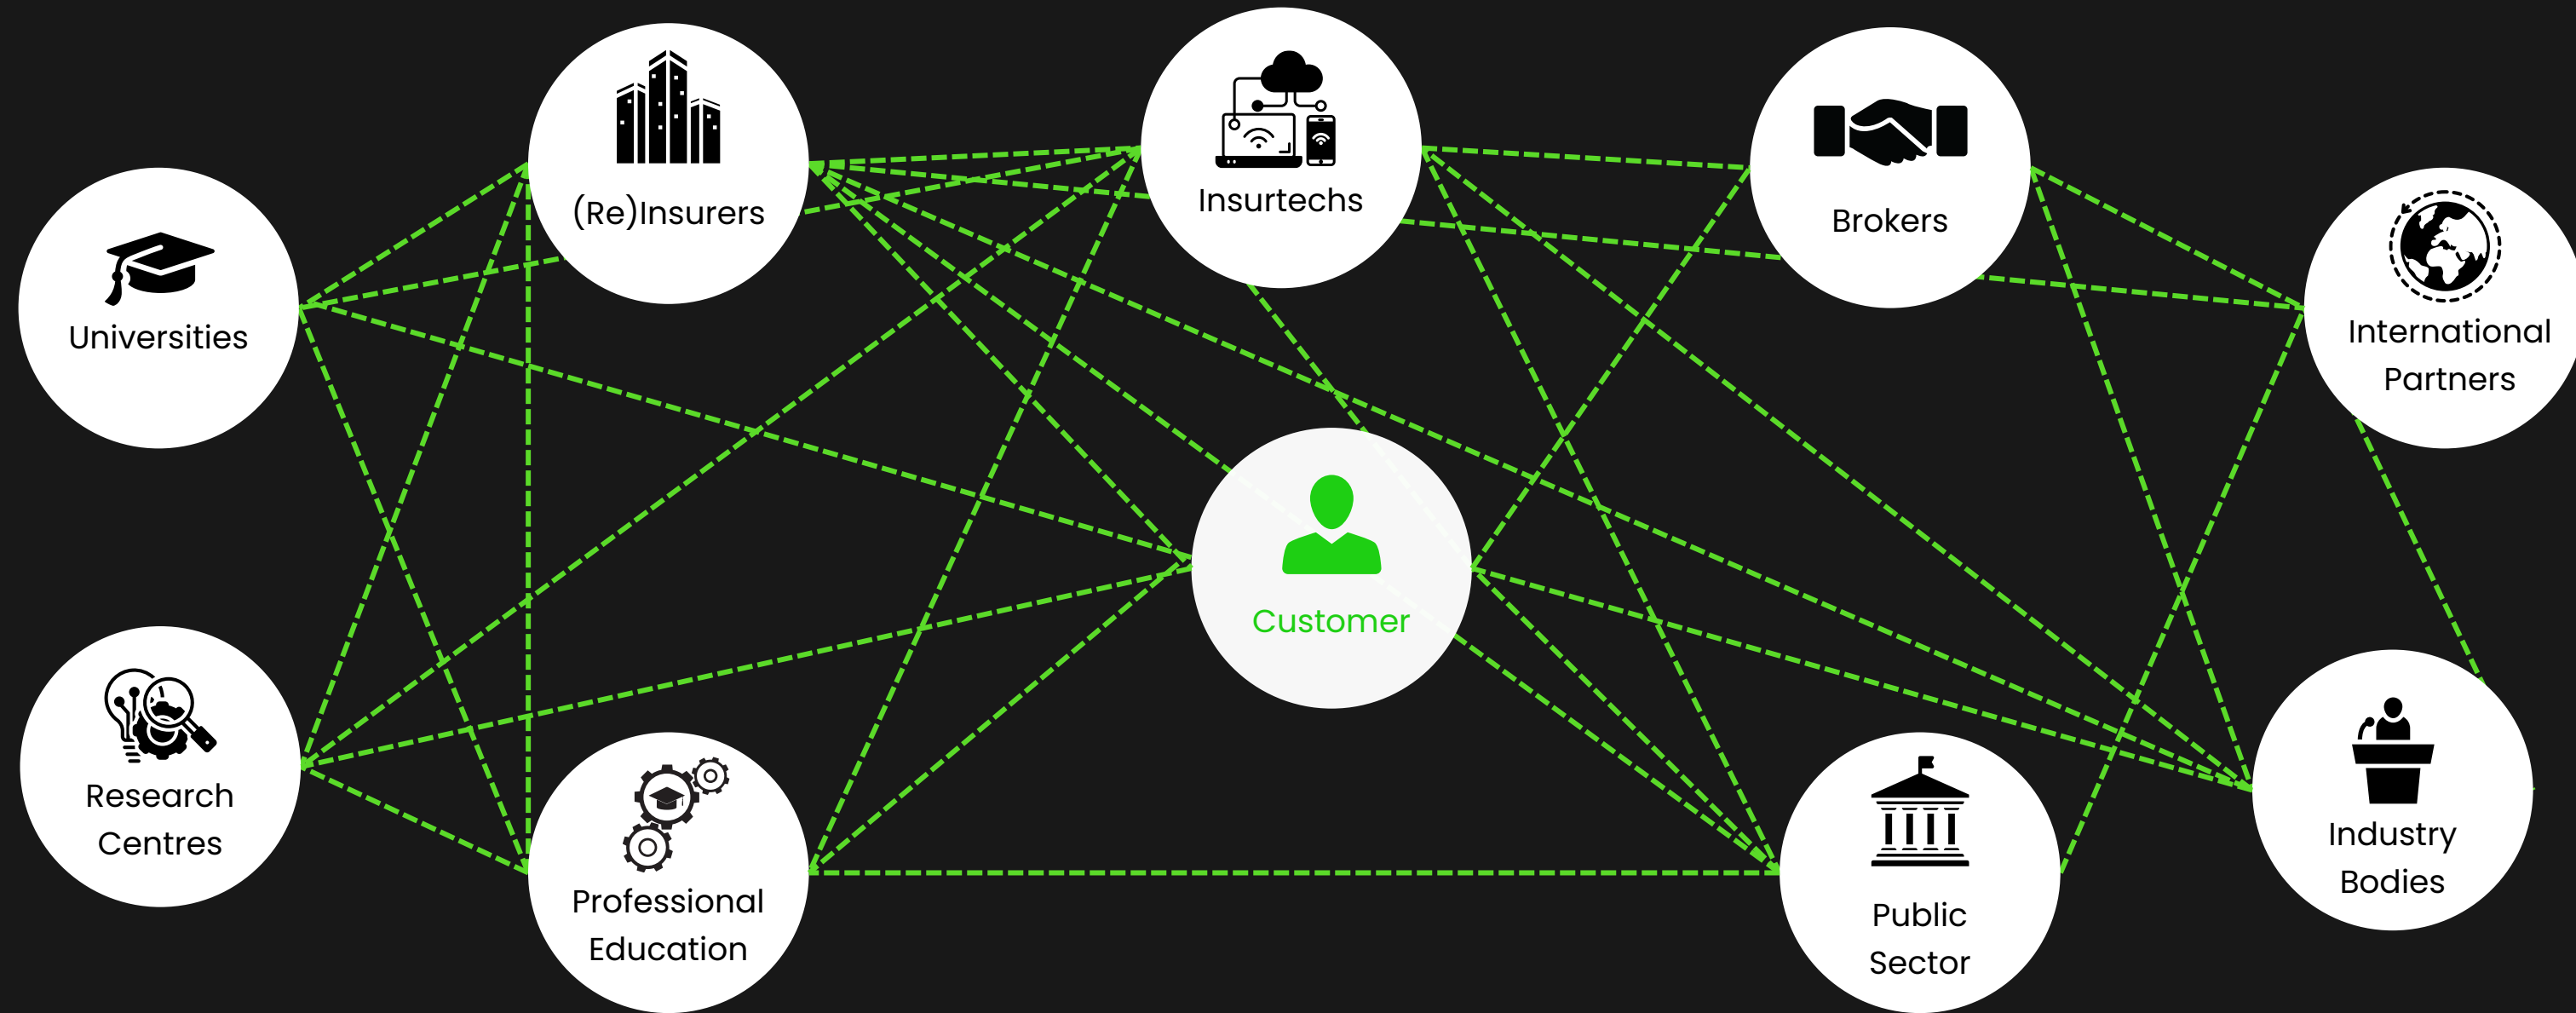 Universities
(Re)Insurers
Insurtechs
Brokers
International
Partners
Customer
Research
Centres
Professional
Education
Public
Sector
Industry
Bodies